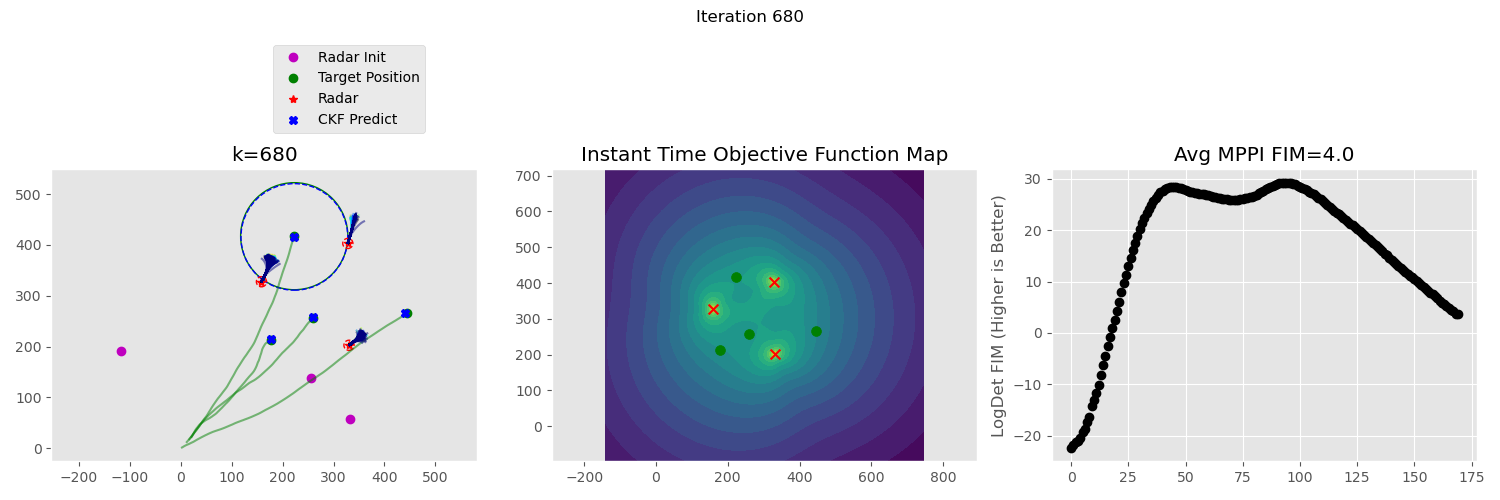 Iteration 680
Radar Init
Target Position
Radar
CKF Predict
k=680
500
400
300
200
100
0
−200 −100 0 100 200 300 400 500
Instant Time Objective Function Map
700
600
500
400
300
200
100
0
−200 0 200 400 600 800
Avg MPPI FIM=4.0
LogDet FIM (Higher is Better)
30
20
10
0
−10
−20
0 25 50 75 100 125 150 175